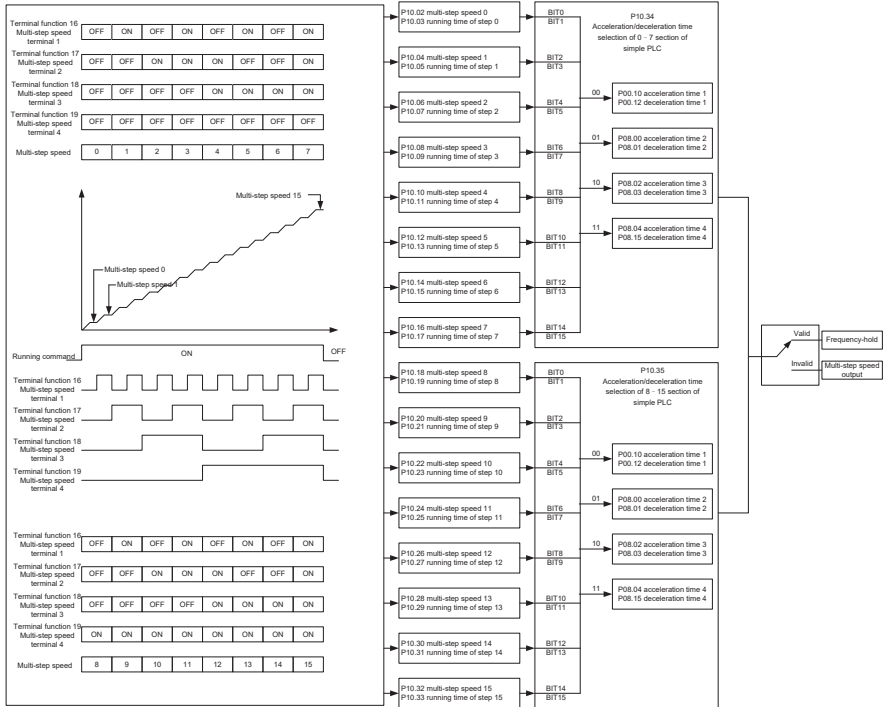 Terminal function 16
Multi-step speed
terminal 1
OFF ON OFF ON OFF ON OFF ON
Terminal function 17
Multi-step speed
terminal 2
OFF OFF ON ON OFF OFF ON ON
Terminal function 18
Multi-step speed
terminal 3
OFF OFF OFF OFF ON ON ON ON
Terminal function 19
Multi-step speed
terminal 4
OFF OFF OFF OFF OFF OFF OFF OFF
Multi-step speed 0 1 2 3 4 5 6 7
Multi-step speed 15
Multi-step speed 0
Multi-step speed 1
Running command
ON
OFF
Terminal function 16
Multi-step speed
terminal 1
Terminal function 17
Multi-step speed
terminal 2
Terminal function 18
Multi-step speed
terminal 3
Terminal function 19
Multi-step speed
terminal 4
Terminal function 16
Multi-step speed
terminal 1
OFF ON OFF ON OFF ON OFF ON
Terminal function 17
Multi-step speed
terminal 2
OFF OFF ON ON OFF OFF ON ON
Terminal function 18
Multi-step speed
terminal 3
OFF OFF OFF OFF ON ON ON ON
Terminal function 19
Multi-step speed
terminal 4
ON ON ON ON ON ON ON ON
Multi-step speed 8 9 10 11 12 13 14 15
P10.02 multi-step speed 0
P10.03 running time of step 0
P10.04 multi-step speed 1
P10.05 running time of step 1
P10.06 multi-step speed 2
P10.07 running time of step 2
P10.08 multi-step speed 3
P10.09 running time of step 3
P10.10 multi-step speed 4
P10.11 running time of step 4
P10.12 multi-step speed 5
P10.13 running time of step 5
P10.14 multi-step speed 6
P10.15 running time of step 6
P10.16 multi-step speed 7
P10.17 running time of step 7
P10.18 multi-step speed 8
P10.19 running time of step 8
P10.20 multi-step speed 9
P10.21 running time of step 9
P10.22 multi-step speed 10
P10.23 running time of step 10
P10.24 multi-step speed 11
P10.25 running time of step 11
P10.26 multi-step speed 12
P10.27 running time of step 12
P10.28 multi-step speed 13
P10.29 running time of step 13
P10.30 multi-step speed 14
P10.31 running time of step 14
P10.32 multi-step speed 15
P10.33 running time of step 15
BIT0
BIT1
BIT2
BIT3
BIT4
BIT5
BIT6
BIT7
BIT8
BIT9
BIT10
BIT11
BIT12
BIT13
BIT14
BIT15
P10.34
Acceleration/deceleration time
selection of 0 - 7 section of
simple PLC
00
P00.10 acceleration time 1
P00.12 deceleration time 1
01
P08.00 acceleration time 2
P08.01 deceleration time 2
10
P08.02 acceleration time 3
P08.03 deceleration time 3
11
P08.04 acceleration time 4
P08.15 deceleration time 4
BIT0
BIT1
BIT2
BIT3
BIT4
BIT5
BIT6
BIT7
BIT8
BIT9
BIT10
BIT11
BIT12
BIT13
BIT14
BIT15
P10.35
Acceleration/deceleration time
selection of 8 - 15 section of
simple PLC
00
P00.10 acceleration time 1
P00.12 deceleration time 1
01
P08.00 acceleration time 2
P08.01 deceleration time 2
10
P08.02 acceleration time 3
P08.03 deceleration time 3
11
P08.04 acceleration time 4
P08.15 deceleration time 4
Valid
Frequency-hold
Invalid
Multi-step speed
output